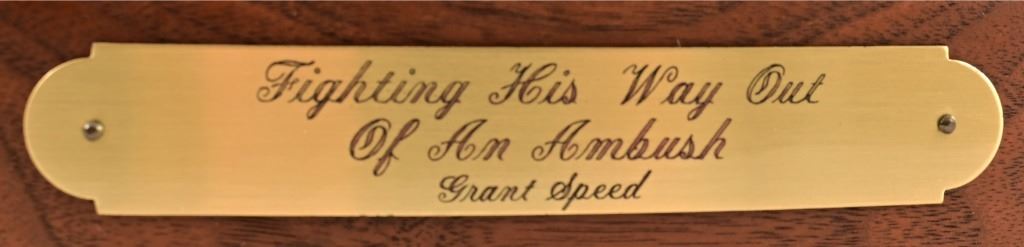 Fighting His Way Out
Of An Ambush
Grant Speed